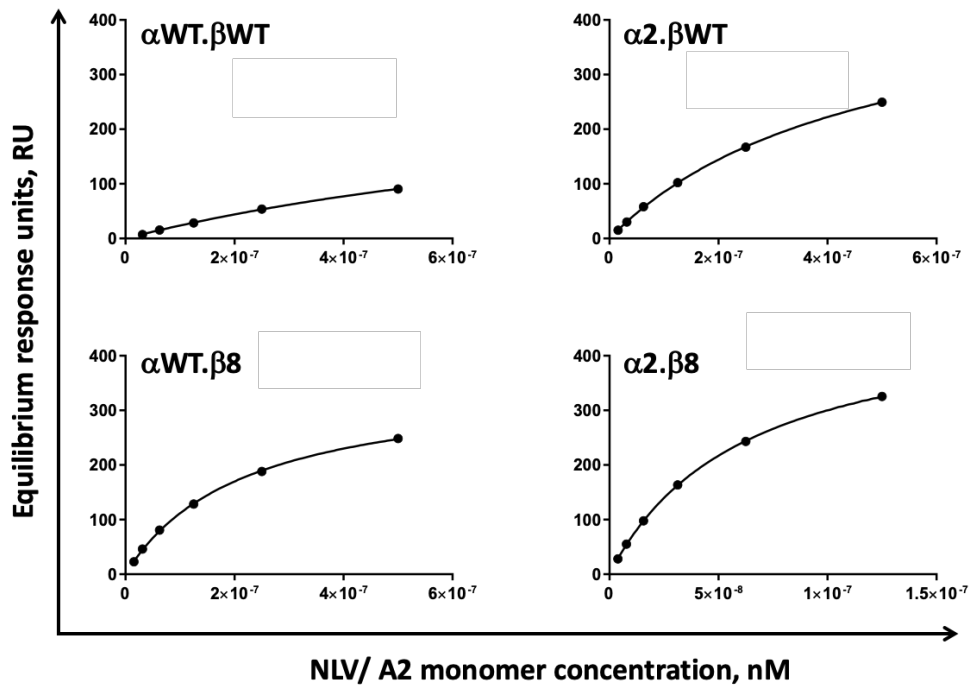 Equilibrium response units, RU
αWT.βWT
400
300
200
100
0
0 2×10⁻⁷ 4×10⁻⁷ 6×10⁻⁷
α2.βWT
400
300
200
100
0
0 2×10⁻⁷ 4×10⁻⁷ 6×10⁻⁷
αWT.β8
400
300
200
100
0
0 2×10⁻⁷ 4×10⁻⁷ 6×10⁻⁷
α2.β8
400
300
200
100
0
0 5×10⁻⁸ 1×10⁻⁷ 1.5×10⁻⁷
NLV/ A2 monomer concentration, nM